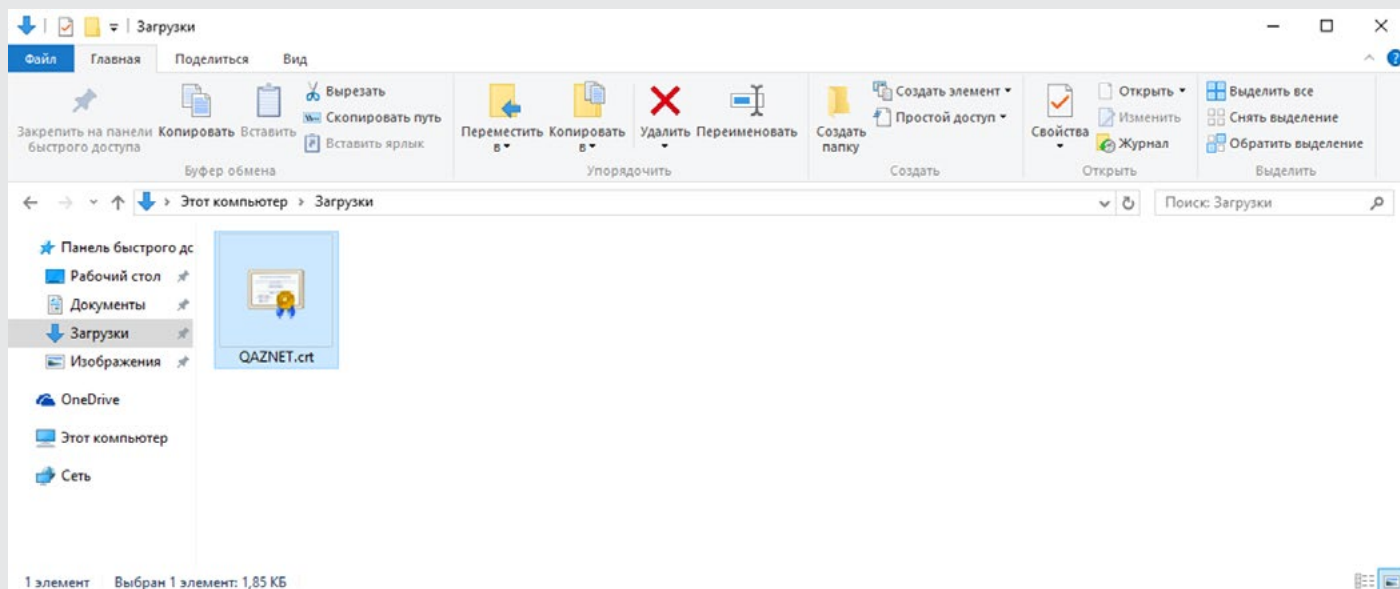 Загрузки
Файл Главная Поделиться Вид
Закрепить на панели быстрого доступа
Копировать
Вставить
Вырезать
Скопировать путь
Вставить ярлык
Буфер обмена
Переместить в
Копировать в
Удалить
Переименовать
Упорядочить
Создать папку
Создать элемент
Простой доступ
Создать
Свойства
Открыть
Изменить
Журнал
Открыть
Выделить все
Снять выделение
Обратить выделение
Выделить
Этот компьютер › Загрузки
Поиск: Загрузки
Панель быстрого дс
Рабочий стол
Документы
Загрузки
Изображения
OneDrive
Этот компьютер
Сеть
QAZNET.crt
1 элемент Выбран 1 элемент: 1,85 КБ